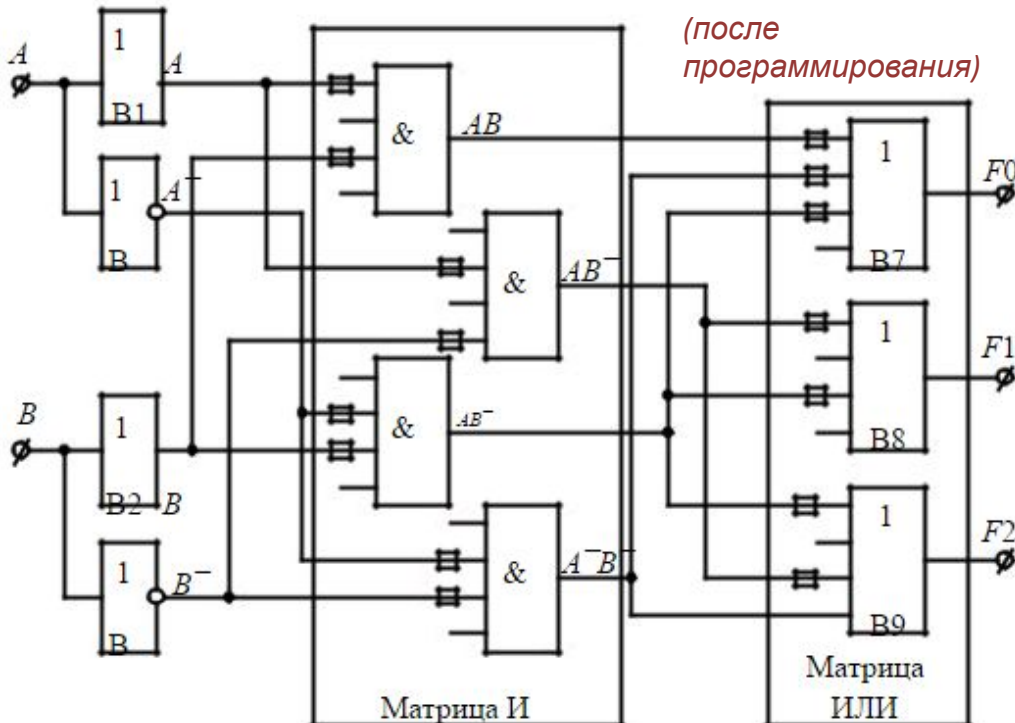 (после
программирования)
A
1
A
B1
1
A¯
B
&
AB
1
F0
B7
&
AB¯
1
F1
B8
B
1
B2 B
&
AB¯
1
F2
B9
1
B¯
B
&
A¯B¯
Матрица И
Матрица
ИЛИ